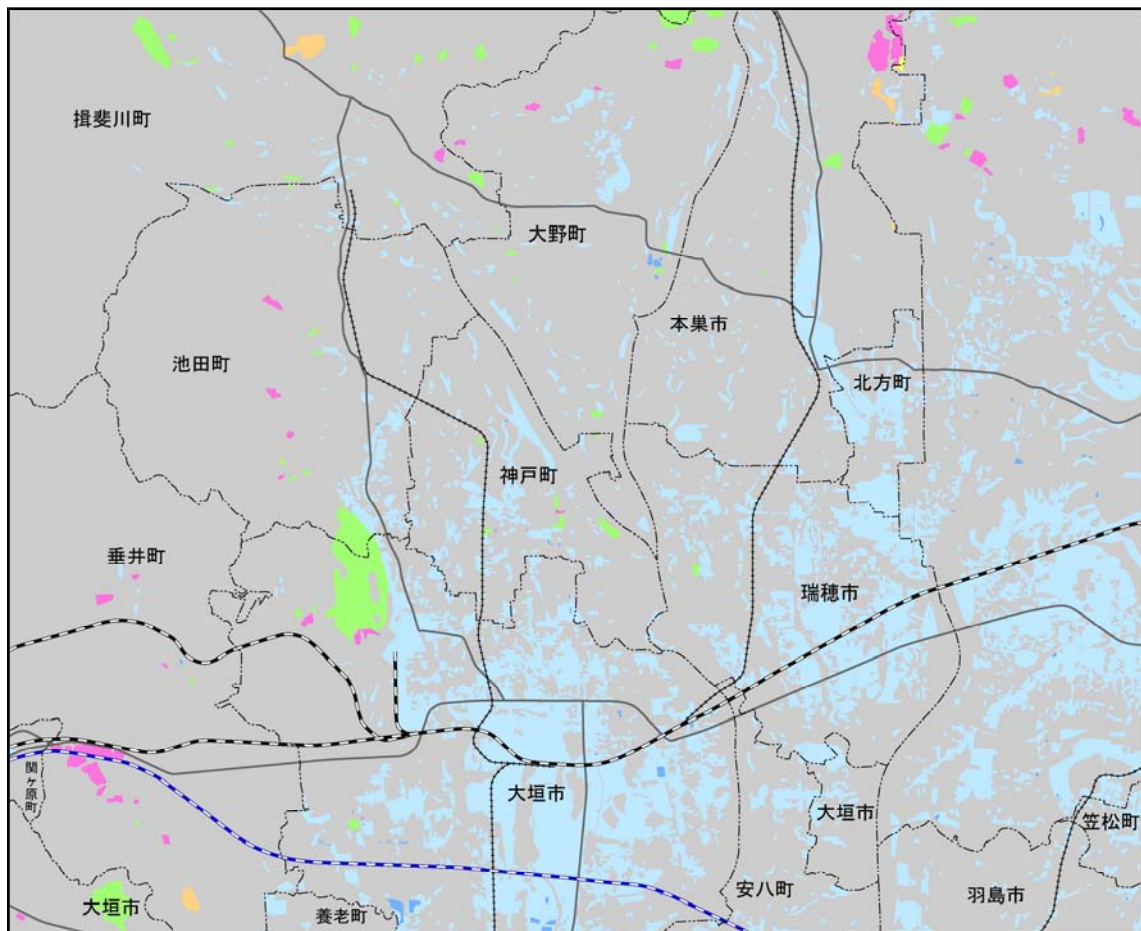 揖斐川町
大野町
本巣市
池田町
北方町
神戸町
垂井町
瑞穂市
関ヶ原町
大垣市
大垣市
笠松町
大垣市
安八町
羽島市
養老町